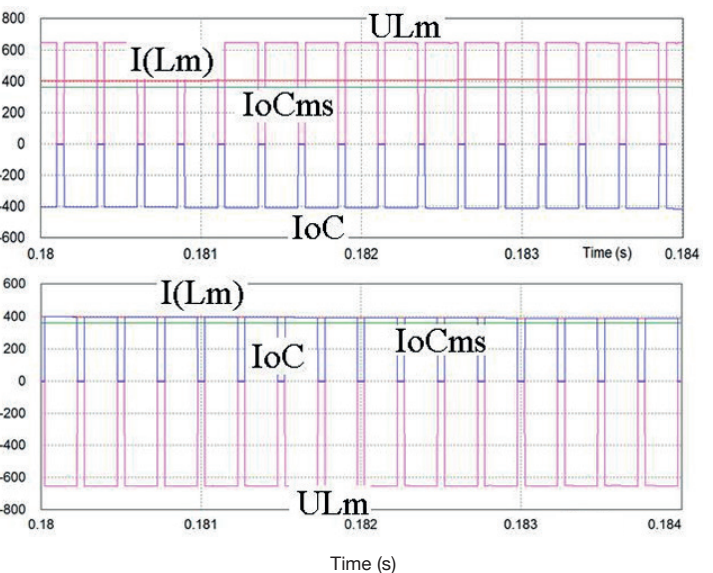 800
ULm
600
I(Lm)
400
IoCms
200
0
-200
-400
IoC
-600
0.18 0.181 0.182 0.183 Time (s) 0.184
600
I(Lm)
400
IoC IoCms
200
0
-200
-400
-600
ULm
-800
0.18 0.181 0.182 0.183 0.184
Time (s)